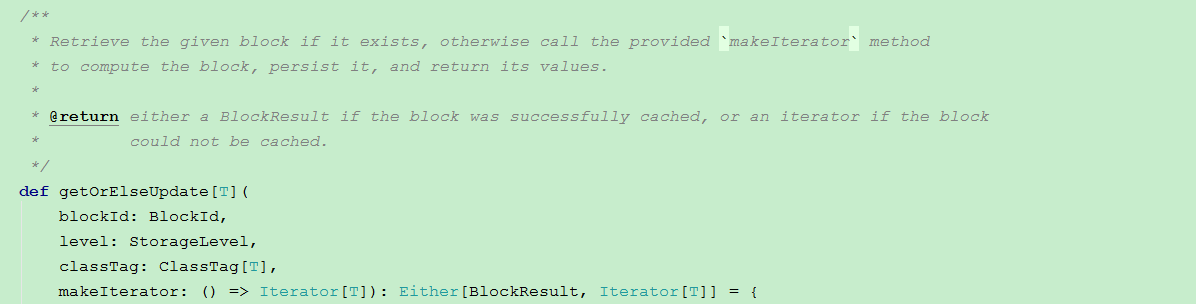 /**
 * Retrieve the given block if it exists, otherwise call the provided `makeIterator` method
 * to compute the block, persist it, and return its values.
 *
 * @return either a BlockResult if the block was successfully cached, or an iterator if the block
 *         could not be cached.
 */
def getOrElseUpdate[T](
    blockId: BlockId,
    level: StorageLevel,
    classTag: ClassTag[T],
    makeIterator: () => Iterator[T]): Either[BlockResult, Iterator[T]] = {